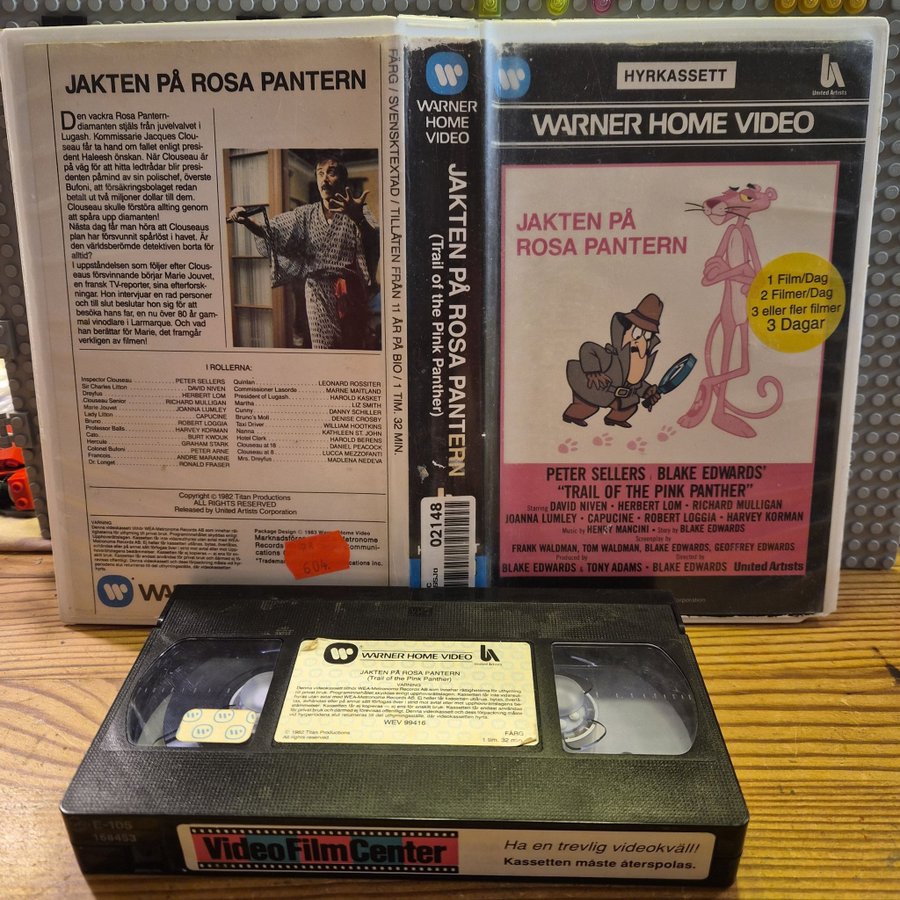 JAKTEN PÅ ROSA PANTERN
Den vackra Rosa Pantern-
diamanten stjäls från juvelvalvet i
Lugash. Kommissarie Jacques Clou-
seau får ta hand om fallet enligt presi-
dent Haleesh önskan. När Clouseau är
på väg för att hitta ledtrådar blir presi-
denten påmind av sin polischef, överste
Bufoni, att försäkringsbolaget redan
betalt ut två miljoner dollar till dem.
Clouseau skulle förstöra allting genom
att spåra upp diamanten!
Nästa dag får man höra att Clouseaus
plan har försvunnit spårlöst i havet. Är
den världsberömde detektiven borta för
alltid?
I uppståndelsen som följer efter Clous-
eaus försvinnande börjar Marie Jouvet,
en fransk TV-reporter, sina efterforsk-
ningar. Hon intervjuar en rad personer
och till slut beslutar hon sig för att
besöka hans far, en nu över 80 år gam-
mal vinodlare i Larmarque. Och vad
han berättar för Marie, det framgår
verkligen av filmen!
I ROLLERNA:
Inspector Clouseau PETER SELLERS
Sir Charles Litton DAVID NIVEN
Dreyfus HERBERT LOM
Clouseau Senior RICHARD MULLIGAN
Marie Jouvet JOANNA LUMLEY
Lady Litton CAPUCINE
Bruno ROBERT LOGGIA
Professor Balls HARVEY KORMAN
Cato BURT KWOUK
Hercule GRAHAM STARK
Colonel Bufoni PETER ARNE
Francois ANDRE MARANNE
Dr. Longet RONALD FRASER
Quinlan LEONARD ROSSITER
Commissioner Lasorde MARNE MAITLAND
President of Lugash HAROLD KASKET
Martha LIZ SMITH
Cunny DANNY SCHILLER
Bruno's Moll DENISE CROSBY
Taxi Driver WILLIAM HOOTKINS
Nanna KATHLEEN ST. JOHN
Hotel Clerk HAROLD BERENS
Clouseau at 18 DANIEL PEACOCK
Clouseau at 8 LUCCA MEZZOFANTI
Mrs. Dreyfus MADLENA NEDEVA
Copyright © 1982 Titan Productions
ALL RIGHTS RESERVED
Released by United Artists Corporation
VARNING
Package Design © 1983 Warner Home Video
FÄRG / SVENSKTEXTAD / TILLÅTEN FRÅN 11 ÅR PÅ BIO / 1 TIM. 32 MIN.
WARNER
HOME
VIDEO
JAKTEN PÅ ROSA PANTERN
(Trail of the Pink Panther)
02148
HYRKASSETT
United Artists
WARNER HOME VIDEO
JAKTEN PÅ
ROSA PANTERN
1 Film/Dag
2 Filmer/Dag
3 eller fler filmer
3 Dagar
PETER SELLERS BLAKE EDWARDS'
"TRAIL OF THE PINK PANTHER"
Starring DAVID NIVEN • HERBERT LOM • RICHARD MULLIGAN
JOANNA LUMLEY • CAPUCINE • ROBERT LOGGIA • HARVEY KORMAN
Music by HENRY MANCINI • Story by BLAKE EDWARDS
Screenplay by
FRANK WALDMAN, TOM WALDMAN, BLAKE EDWARDS, GEOFFREY EDWARDS
Produced by Directed by
BLAKE EDWARDS & TONY ADAMS • BLAKE EDWARDS United Artists
WARNER HOME VIDEO
United Artists
JAKTEN PÅ ROSA PANTERN
(Trail of the Pink Panther)
VARNING
WEV 99416
© 1982 Titan Productions
All rights reserved
FÄRG
1 tim. 32 min.
E-105
158453
VideoFilmCenter
Ha en trevlig videokväll!
Kassetten måste återspolas.